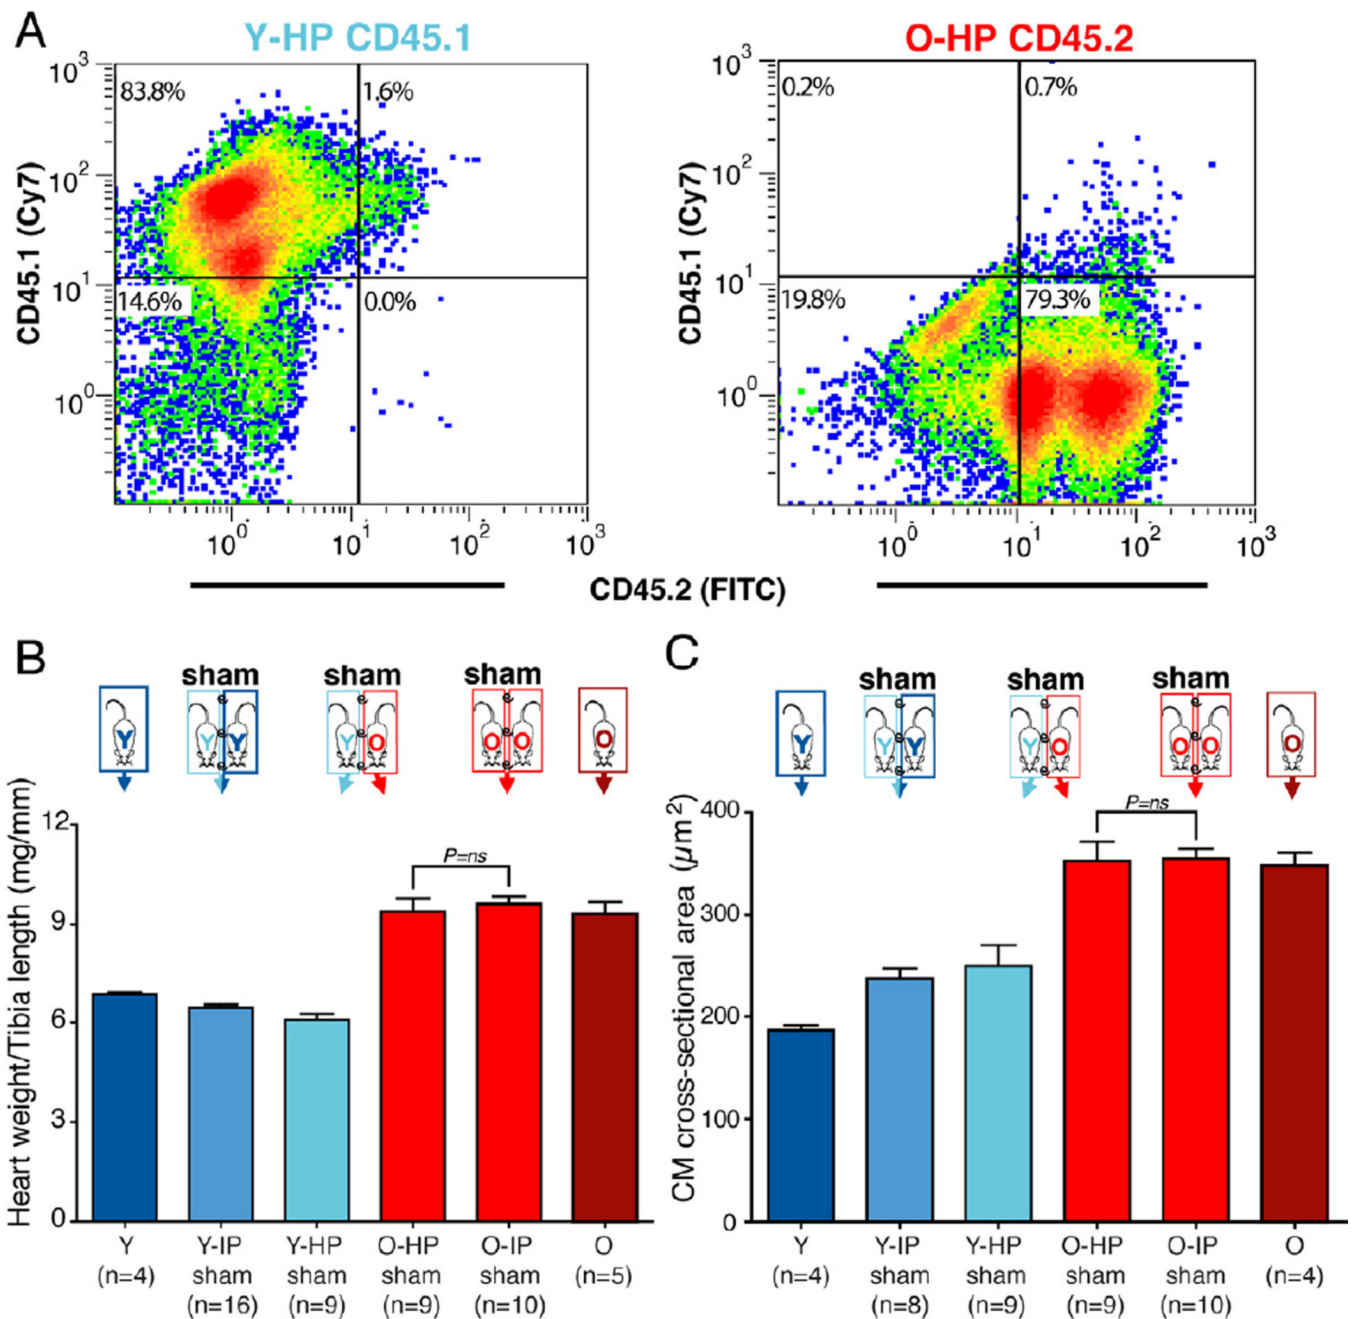 A
Y-HP CD45.1
O-HP CD45.2
10³
10²
10¹
10⁰
CD45.1 (Cy7)
83.8%
1.6%
14.6%
0.0%
10⁰
10¹
10²
10³
10³
10²
10¹
10⁰
CD45.1 (Cy7)
0.2%
0.7%
19.8%
79.3%
10⁰
10¹
10²
10³
CD45.2 (FITC)
B
sham
sham
sham
Y
Y Y
Y O
O O
O
Heart weight/Tibia length (mg/mm)
12
9
6
3
0
P=ns
Y
(n=4)
Y-IP
sham
(n=16)
Y-HP
sham
(n=9)
O-HP
sham
(n=9)
O-IP
sham
(n=10)
O
(n=5)
C
sham
sham
sham
Y
Y Y
Y O
O O
O
CM cross-sectional area (µm²)
400
300
200
100
0
P=ns
Y
(n=4)
Y-IP
sham
(n=8)
Y-HP
sham
(n=9)
O-HP
sham
(n=9)
O-IP
sham
(n=10)
O
(n=4)